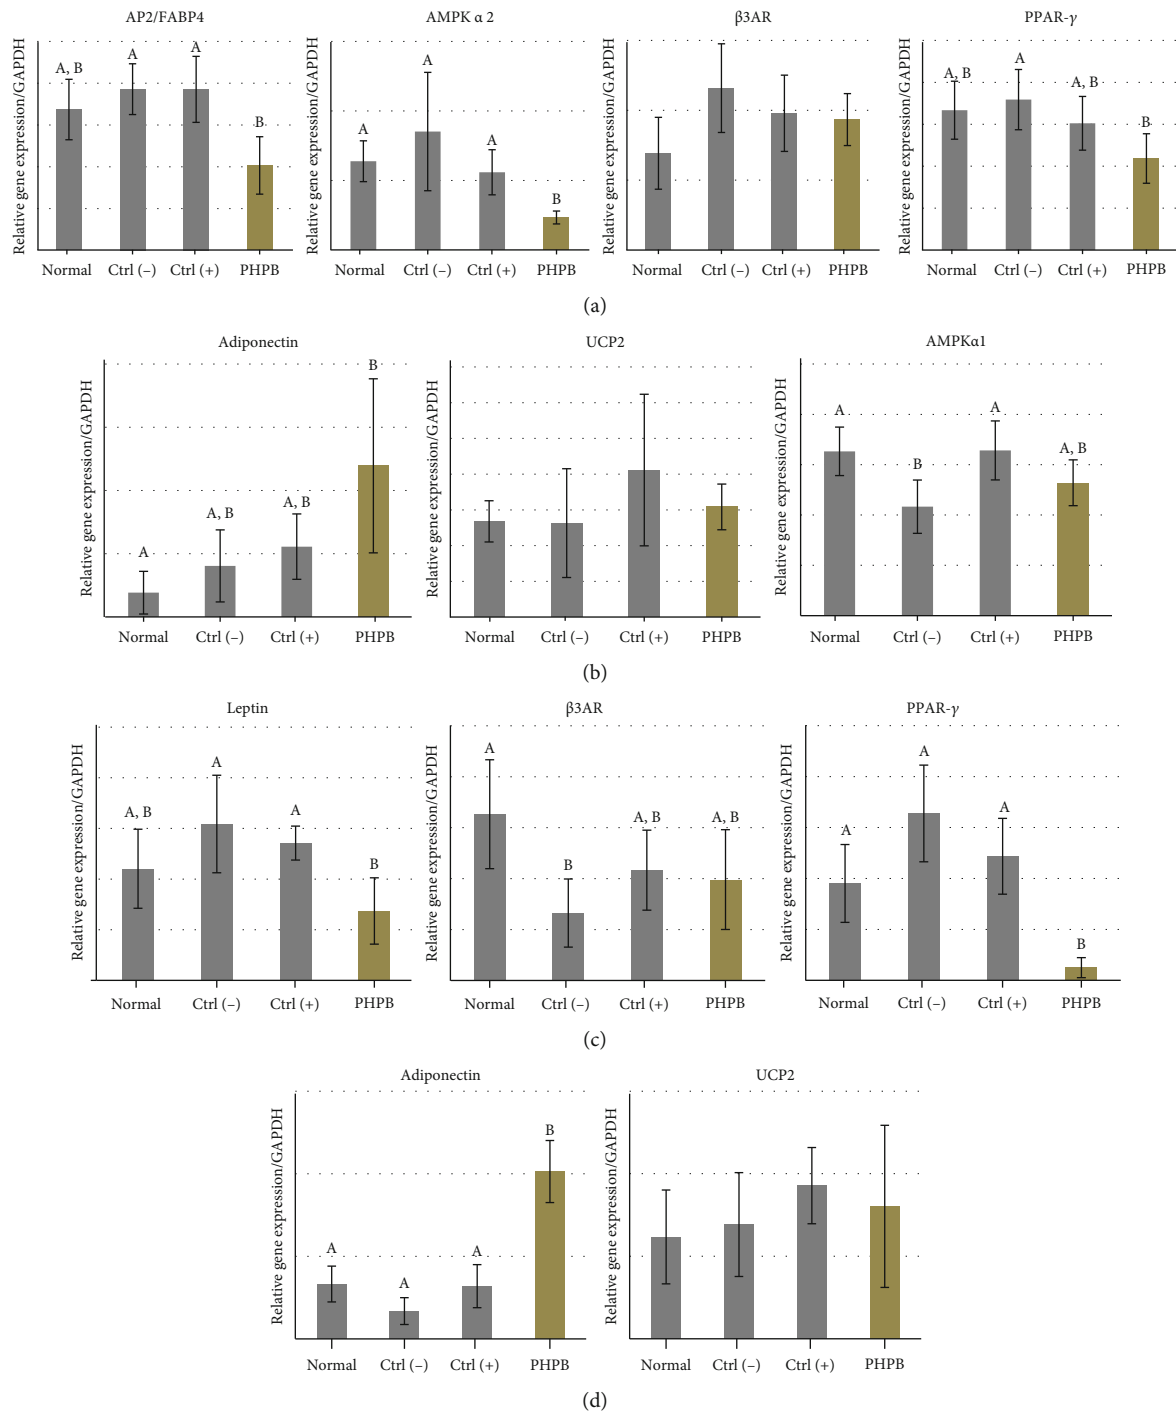 AP2/FABP4
Relative gene expression/GAPDH
A, B
A
A
B
Normal
Ctrl (–)
Ctrl (+)
PHPB
AMPK α 2
Relative gene expression/GAPDH
A
A
A
B
Normal
Ctrl (–)
Ctrl (+)
PHPB
β3AR
Relative gene expression/GAPDH
Normal
Ctrl (–)
Ctrl (+)
PHPB
PPAR-γ
Relative gene expression/GAPDH
A, B
A
A, B
B
Normal
Ctrl (–)
Ctrl (+)
PHPB
(a)
Adiponectin
Relative gene expression/GAPDH
A
A, B
A, B
B
Normal
Ctrl (–)
Ctrl (+)
PHPB
UCP2
Relative gene expression/GAPDH
Normal
Ctrl (–)
Ctrl (+)
PHPB
AMPKα1
Relative gene expression/GAPDH
A
B
A
A, B
Normal
Ctrl (–)
Ctrl (+)
PHPB
(b)
Leptin
Relative gene expression/GAPDH
A, B
A
A
B
Normal
Ctrl (–)
Ctrl (+)
PHPB
β3AR
Relative gene expression/GAPDH
A
B
A, B
A, B
Normal
Ctrl (–)
Ctrl (+)
PHPB
PPAR-γ
Relative gene expression/GAPDH
A
A
A
B
Normal
Ctrl (–)
Ctrl (+)
PHPB
(c)
Adiponectin
Relative gene expression/GAPDH
A
A
A
B
Normal
Ctrl (–)
Ctrl (+)
PHPB
UCP2
Relative gene expression/GAPDH
Normal
Ctrl (–)
Ctrl (+)
PHPB
(d)